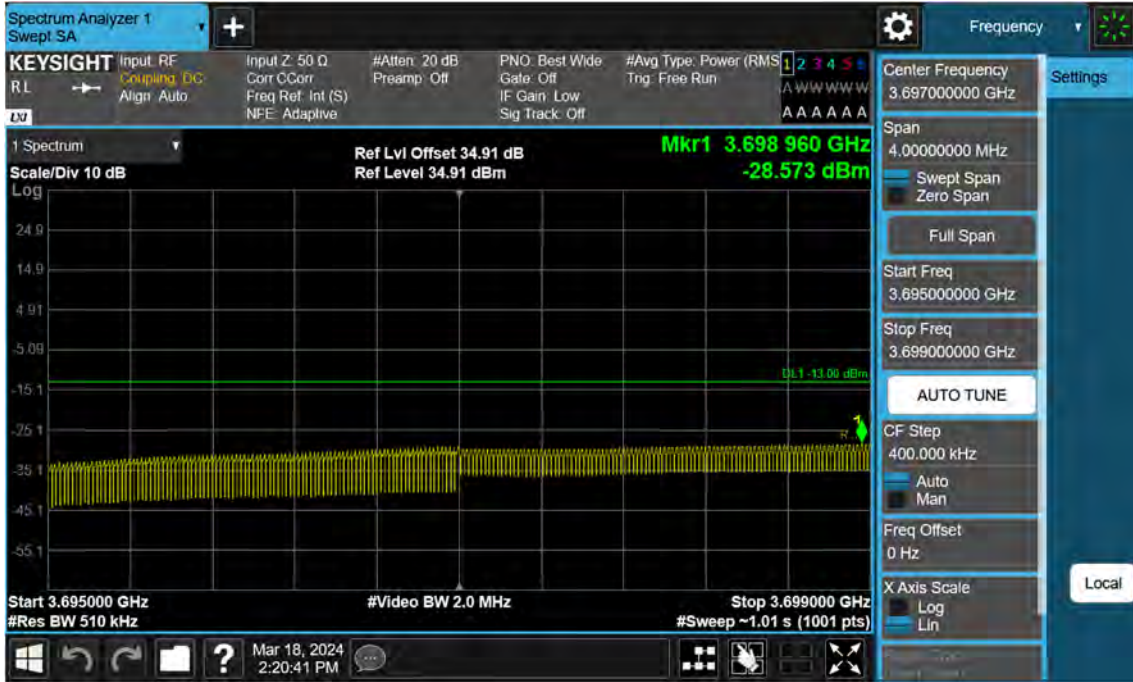 Spectrum Analyzer 1
Swept SA
+
Frequency
KEYSIGHT
Input: RF
Input Z: 50 Ω
#Atten: 20 dB
PNO: Best Wide
#Avg Type: Power (RMS
1 2 3 4 5 6
R L
Coupling: DC
Corr CCorr
Preamp: Off
Gate: Off
Trig: Free Run
A W W W W W
Align: Auto
Freq Ref: Int (S)
IF Gain: Low
LXI
NFE: Adaptive
Sig Track: Off
A A A A A A
1 Spectrum
Scale/Div 10 dB
Ref Lvl Offset 34.91 dB
Ref Level 34.91 dBm
Mkr1 3.698 960 GHz
-28.573 dBm
Log
24.9
14.9
4.91
-5.09
DL1 -13.00 dBm
-15.1
1
-25.1
-35.1
-45.1
-55.1
Start 3.695000 GHz
#Video BW 2.0 MHz
Stop 3.699000 GHz
#Res BW 510 kHz
#Sweep ~1.01 s (1001 pts)
Center Frequency
3.697000000 GHz
Settings
Span
4.00000000 MHz
Swept Span
Zero Span
Full Span
Start Freq
3.695000000 GHz
Stop Freq
3.699000000 GHz
AUTO TUNE
CF Step
400.000 kHz
Auto
Man
Freq Offset
0 Hz
X Axis Scale
Log
Lin
Local
?
Mar 18, 2024
2:20:41 PM